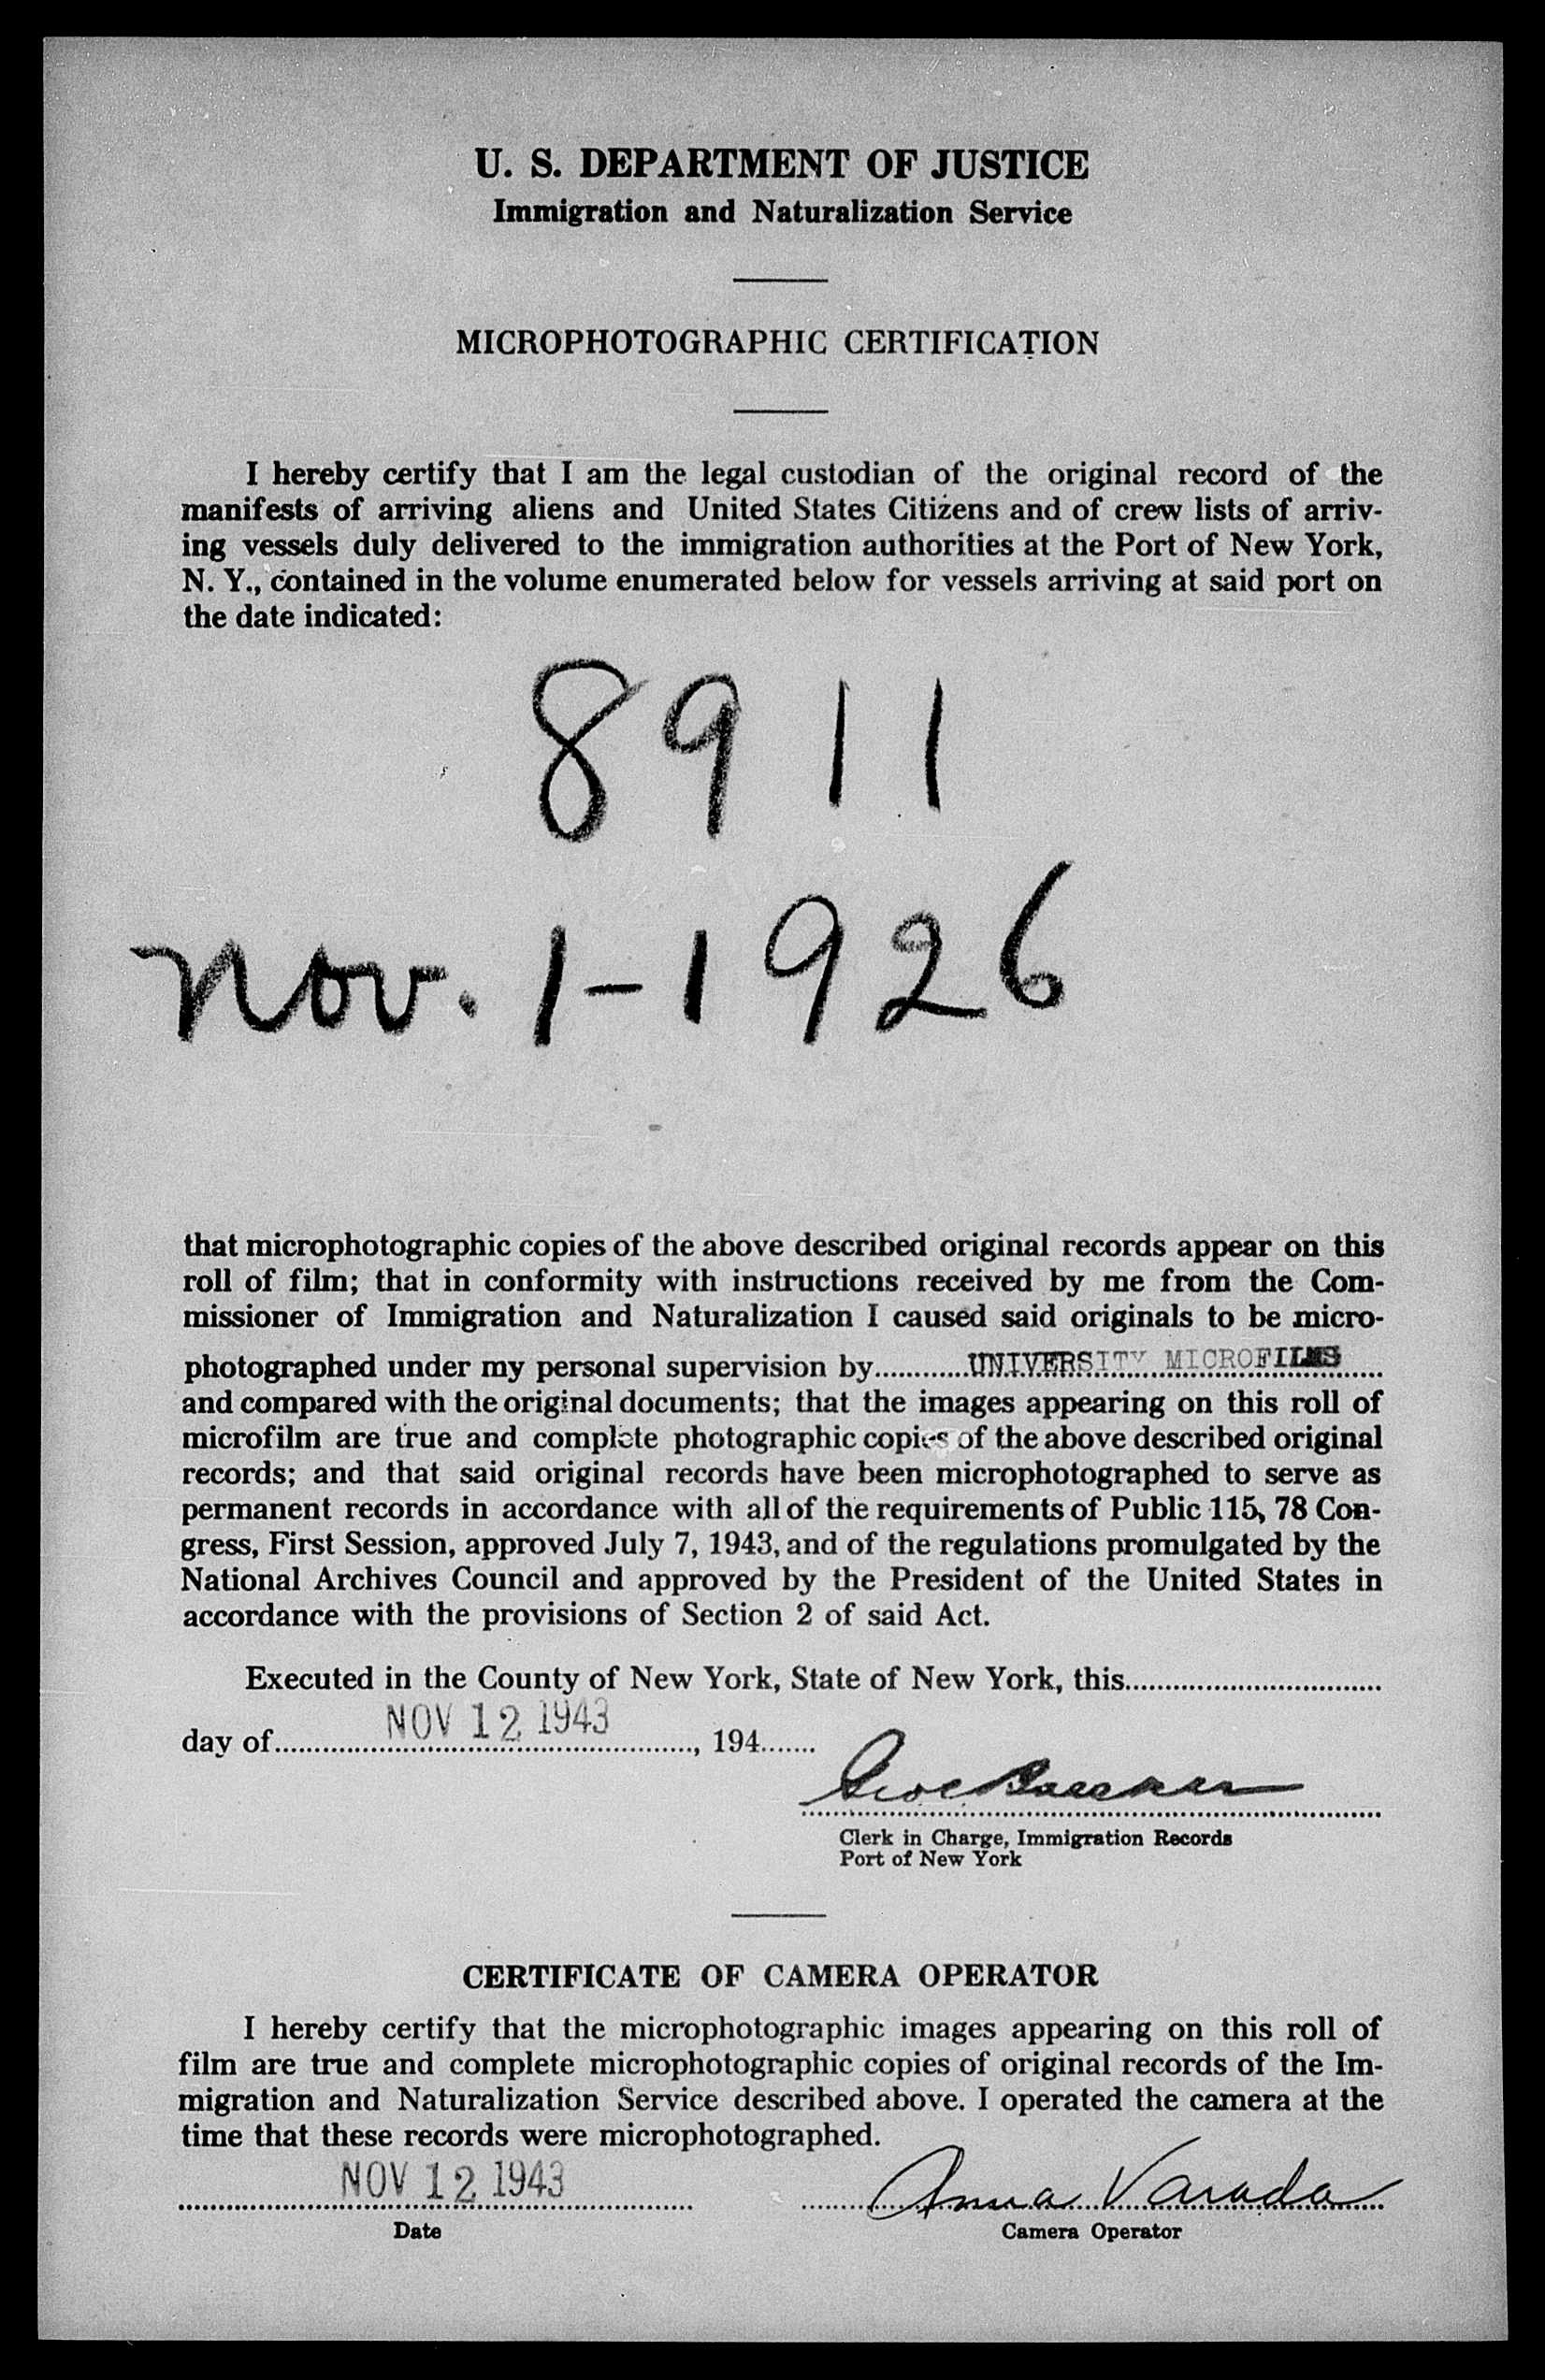 U. S. DEPARTMENT OF JUSTICE
Immigration and Naturalization Service
MICROPHOTOGRAPHIC CERTIFICATION
I hereby certify that I am the legal custodian of the original record of the
manifests of arriving aliens and United States Citizens and of crew lists of arriv-
ing vessels duly delivered to the immigration authorities at the Port of New York,
N. Y., contained in the volume enumerated below for vessels arriving at said port on
the date indicated:
8911
Nov. 1-1926
that microphotographic copies of the above described original records appear on this
roll of film; that in conformity with instructions received by me from the Com-
missioner of Immigration and Naturalization I caused said originals to be micro-
photographed under my personal supervision by UNIVERSITY MICROFILMS
and compared with the original documents; that the images appearing on this roll of
microfilm are true and complete photographic copies of the above described original
records; and that said original records have been microphotographed to serve as
permanent records in accordance with all of the requirements of Public 115, 78 Con-
gress, First Session, approved July 7, 1943, and of the regulations promulgated by the
National Archives Council and approved by the President of the United States in
accordance with the provisions of Section 2 of said Act.
Executed in the County of New York, State of New York, this
day of NOV 12 1943, 194
Clerk in Charge, Immigration Records
Port of New York
CERTIFICATE OF CAMERA OPERATOR
I hereby certify that the microphotographic images appearing on this roll of
film are true and complete microphotographic copies of original records of the Im-
migration and Naturalization Service described above. I operated the camera at the
time that these records were microphotographed.
NOV 12 1943 Anna Varada
Date Camera Operator